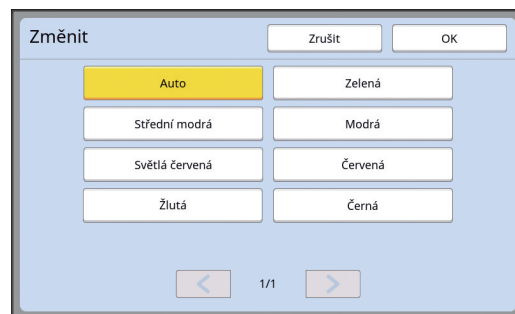 Změnit
Zrušit
OK
Auto
Zelená
Střední modrá
Modrá
Světlá červená
Červená
Žlutá
Černá
1/1